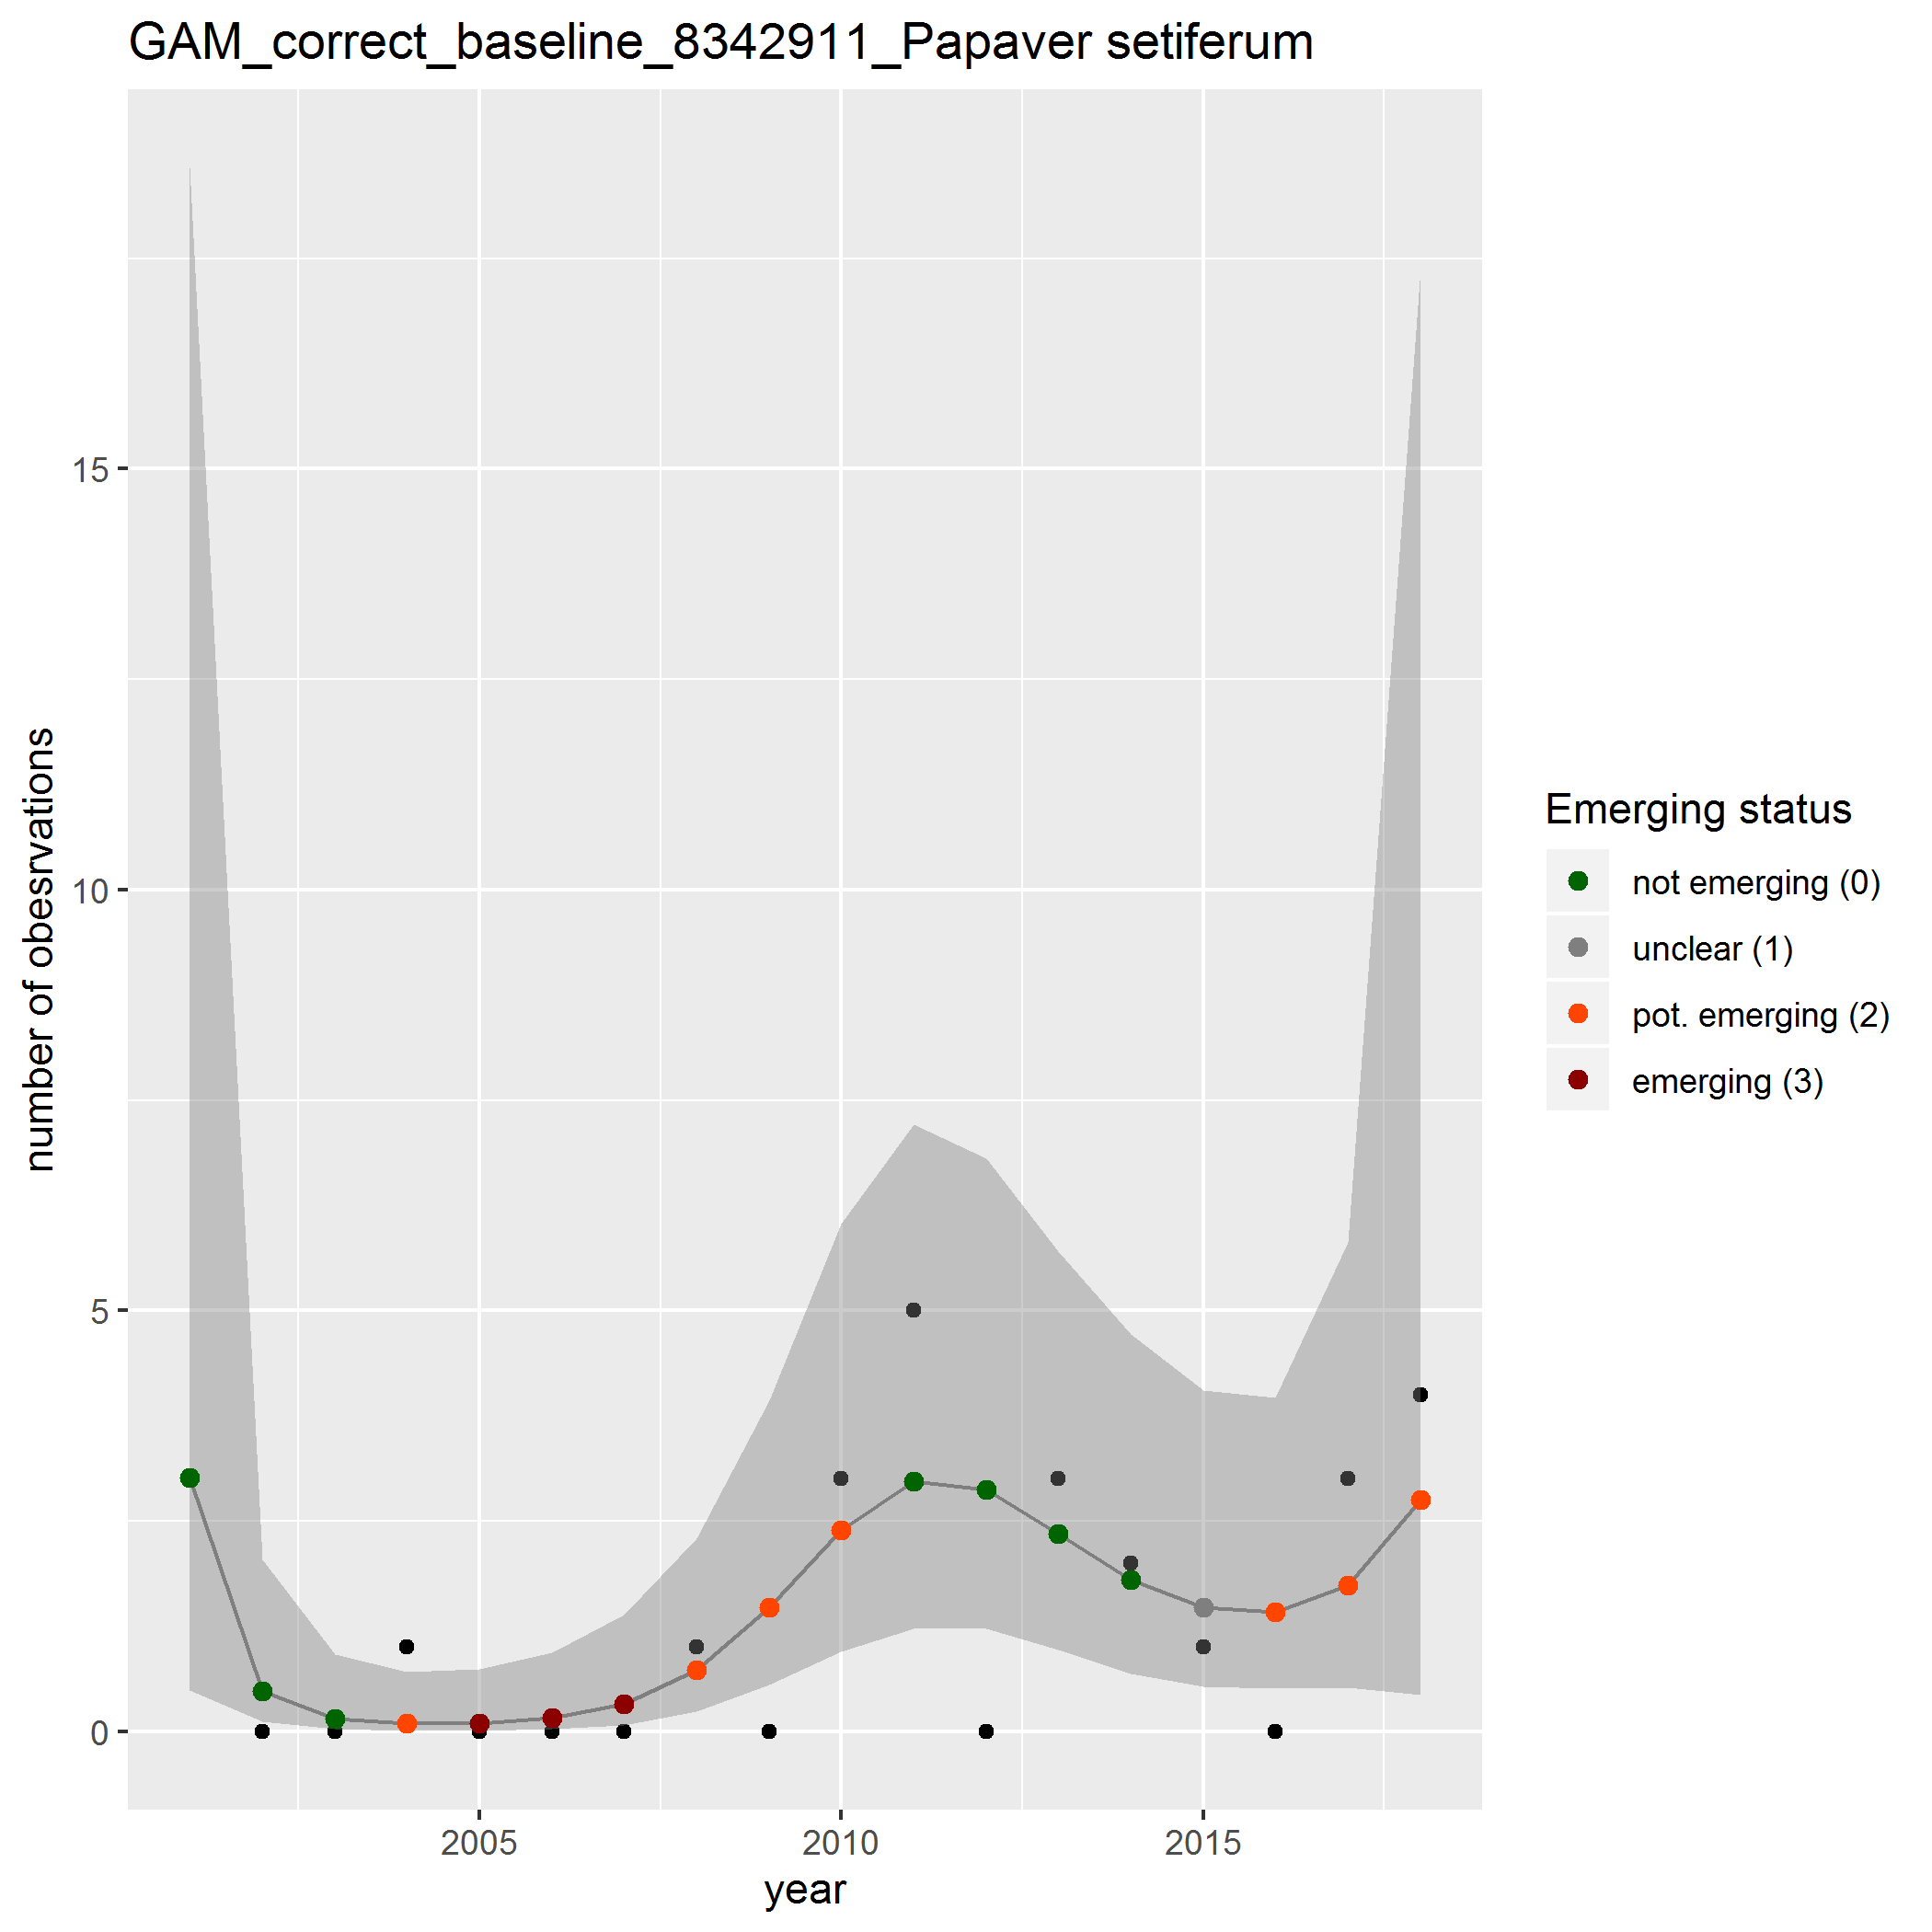 GAM_correct_baseline_8342911_Papaver setiferum
number of obesrvations
15
10
5
0
2005
2010
2015
year
Emerging status
not emerging (0)
unclear (1)
pot. emerging (2)
emerging (3)